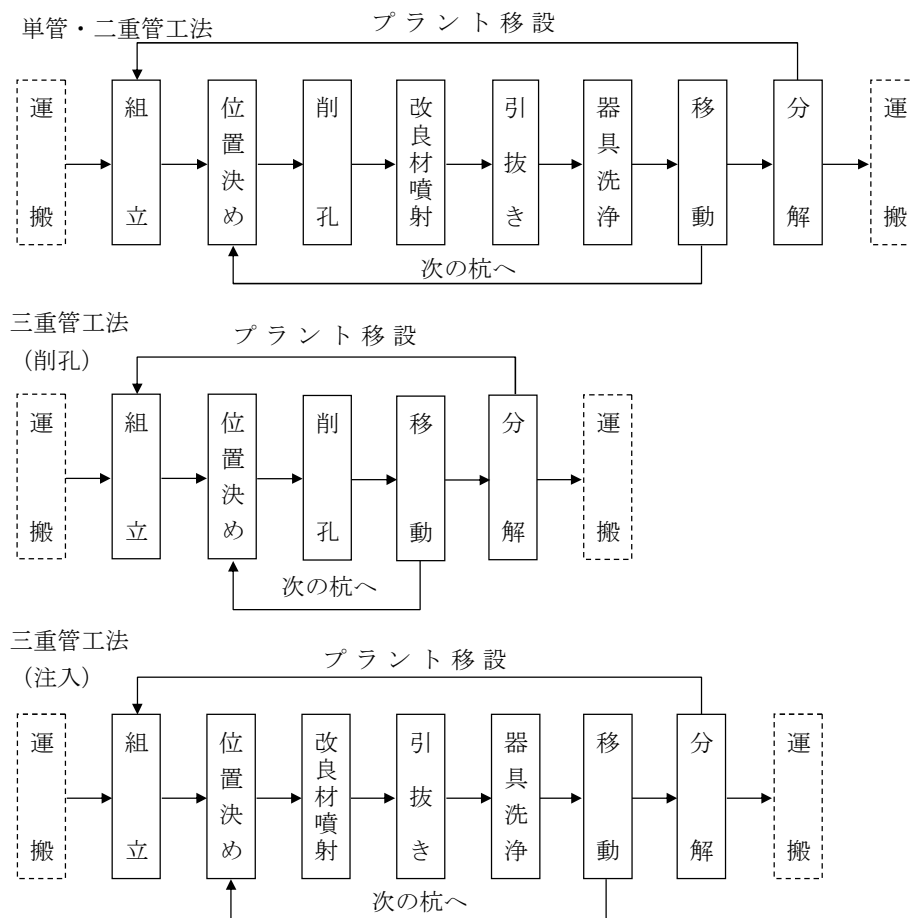 単管・二重管工法
プラント移設
運搬
組立
位置決め
削孔
改良材噴射
引抜き
器具洗浄
移動
分解
運搬
次の杭へ
三重管工法
（削孔）
プラント移設
運搬
組立
位置決め
削孔
移動
分解
運搬
次の杭へ
三重管工法
（注入）
プラント移設
運搬
組立
位置決め
改良材噴射
引抜き
器具洗浄
移動
分解
運搬
次の杭へ